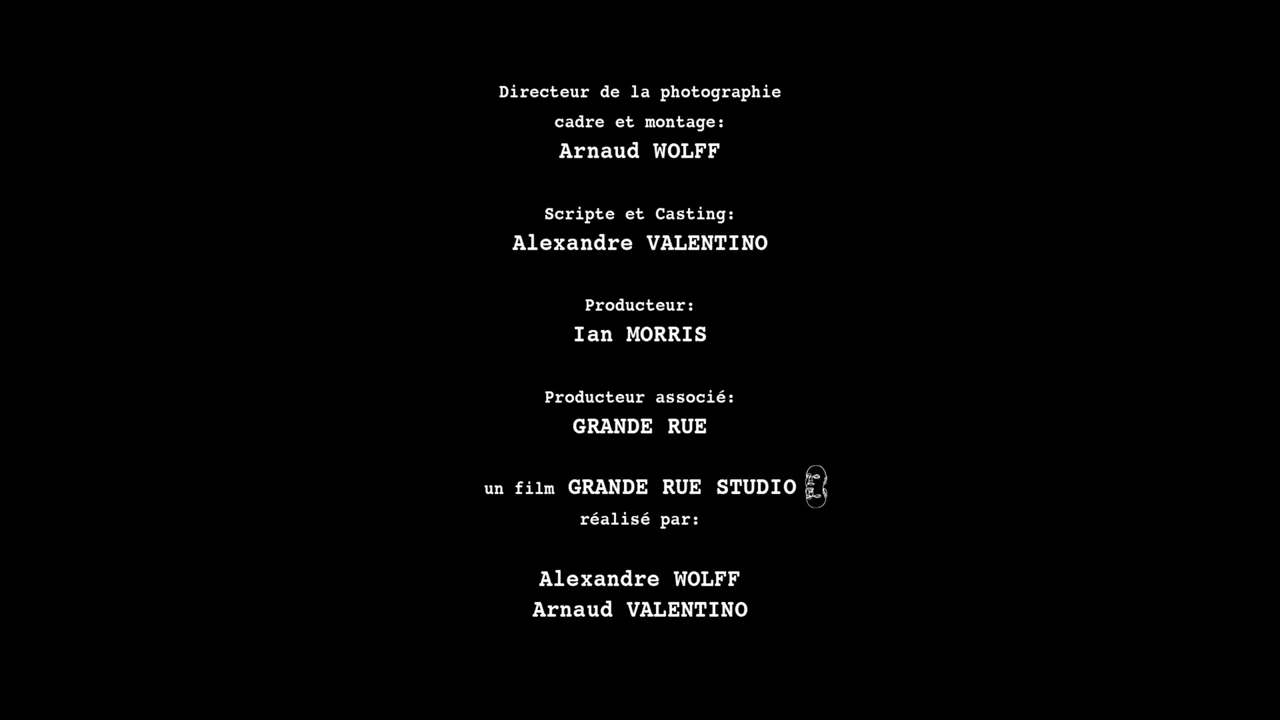 Directeur de la photographie
cadre et montage:
Arnaud WOLFF
Scripte et Casting:
Alexandre VALENTINO
Producteur:
Ian MORRIS
Producteur associé:
GRANDE RUE
un film GRANDE RUE STUDIO
réalisé par:
Alexandre WOLFF
Arnaud VALENTINO